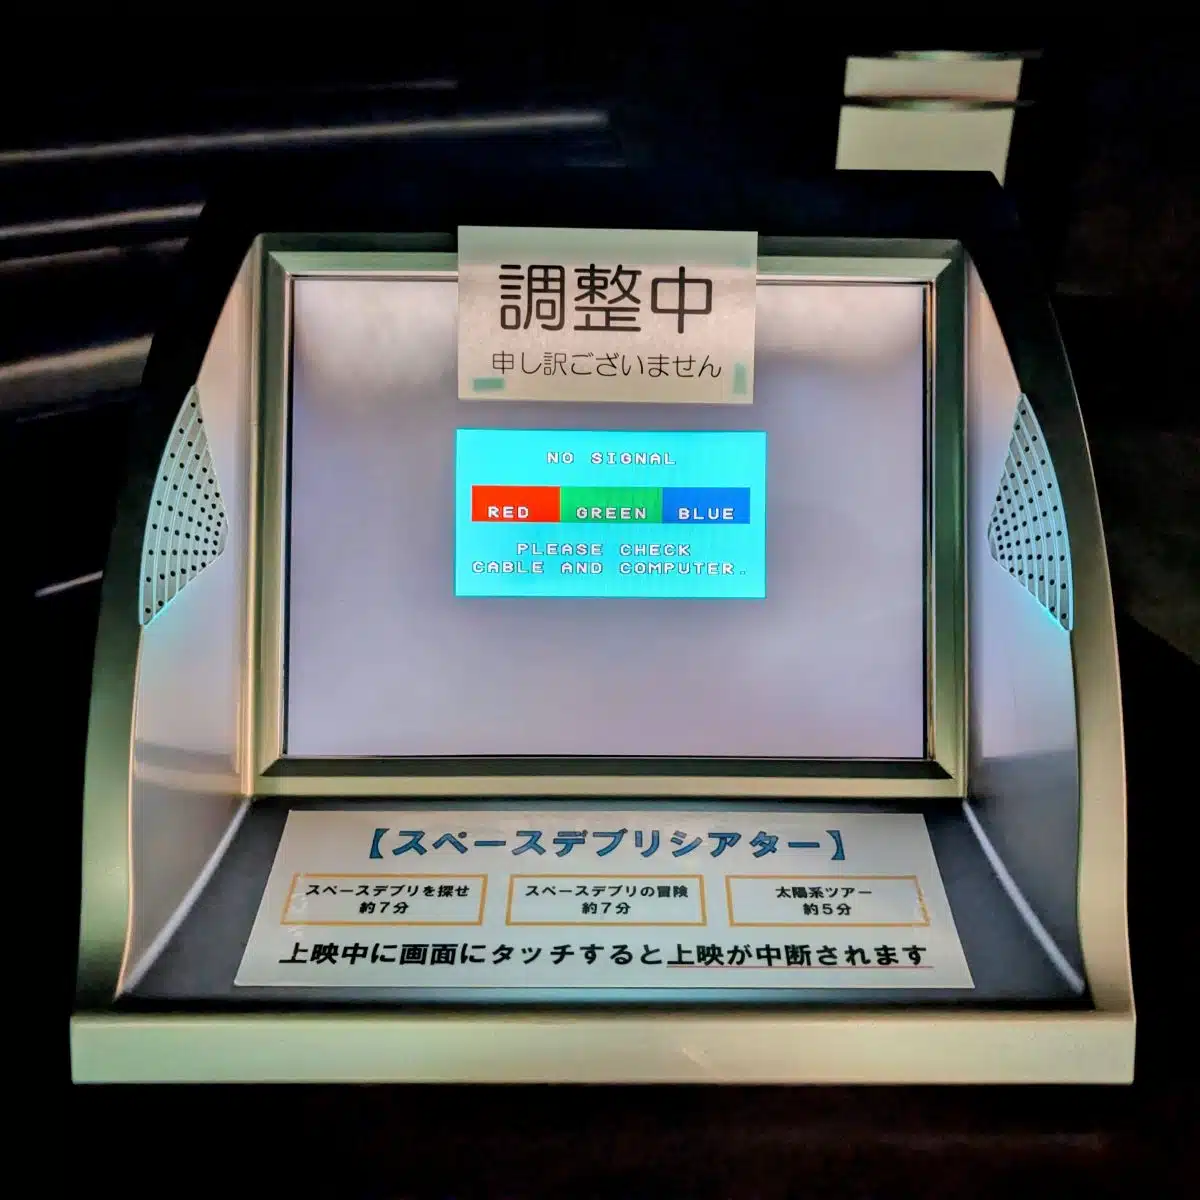 調整中
申し訳ございません
NO SIGNAL
RED GREEN BLUE
PLEASE CHECK
CABLE AND COMPUTER.
【スペースデブリシアター】
スペースデブリを探せ
約7分
スペースデブリの冒険
約7分
太陽系ツアー
約5分
上映中に画面にタッチすると上映が中断されます